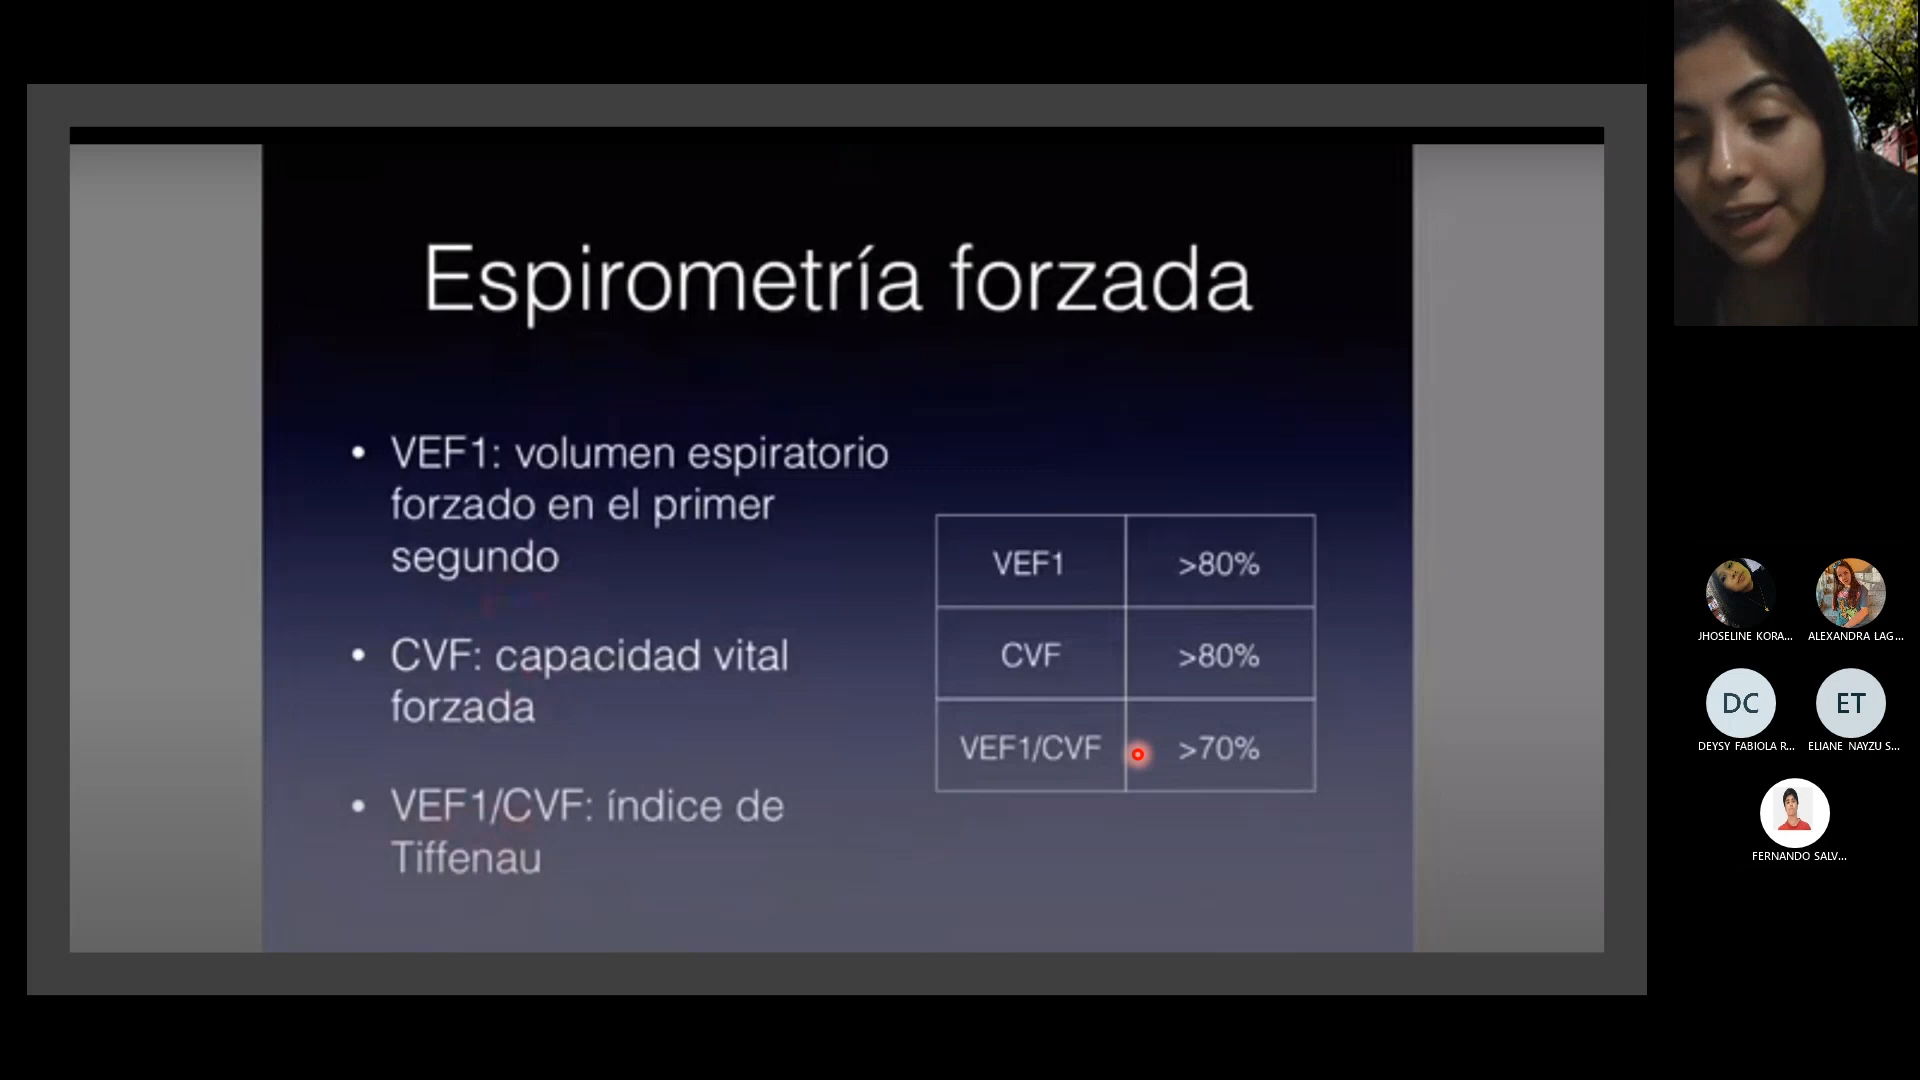 Espirometría forzada
• VEF1: volumen espiratorio
forzado en el primer
segundo
• CVF: capacidad vital
forzada
• VEF1/CVF: índice de
Tiffenau
VEF1 >80%
CVF >80%
VEF1/CVF >70%
JHOSELINE KORA...
ALEXANDRA LAG...
DC
ET
DEYSY FABIOLA R...
ELIANE NAYZU S...
FERNANDO SALV...